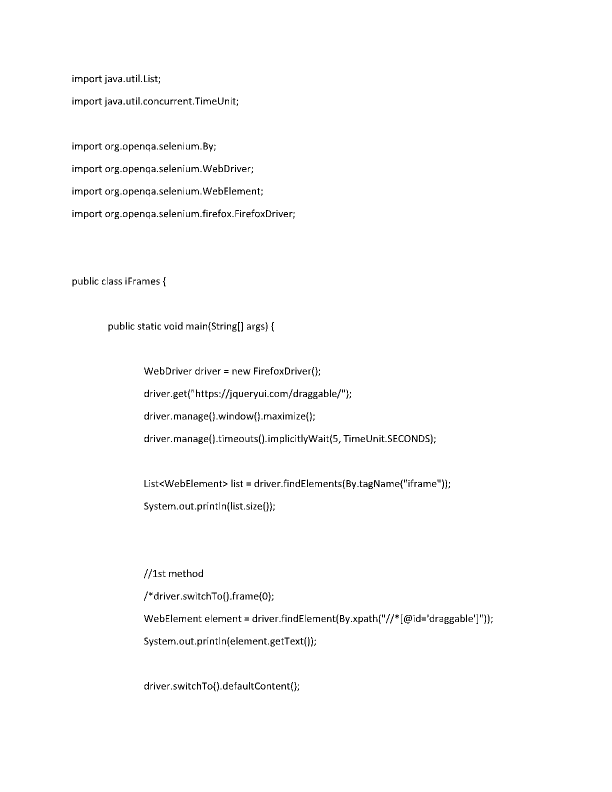 import java.util.List;
import java.util.concurrent.TimeUnit;
import org.openqa.selenium.By;
import org.openqa.selenium.WebDriver;
import org.openqa.selenium.WebElement;
import org.openqa.selenium.firefox.FirefoxDriver;
public class iFrames {
public static void main(String[] args) {
WebDriver driver = new FirefoxDriver();
driver.get("https://jqueryui.com/draggable/");
driver.manage().window().maximize();
driver.manage().timeouts().implicitlyWait(5, TimeUnit.SECONDS);
List<WebElement> list = driver.findElements(By.tagName("iframe"));
System.out.println(list.size());
//1st method
/*driver.switchTo().frame(0);
WebElement element = driver.findElement(By.xpath("//*[@id='draggable']"));
System.out.println(element.getText());
driver.switchTo().defaultContent();